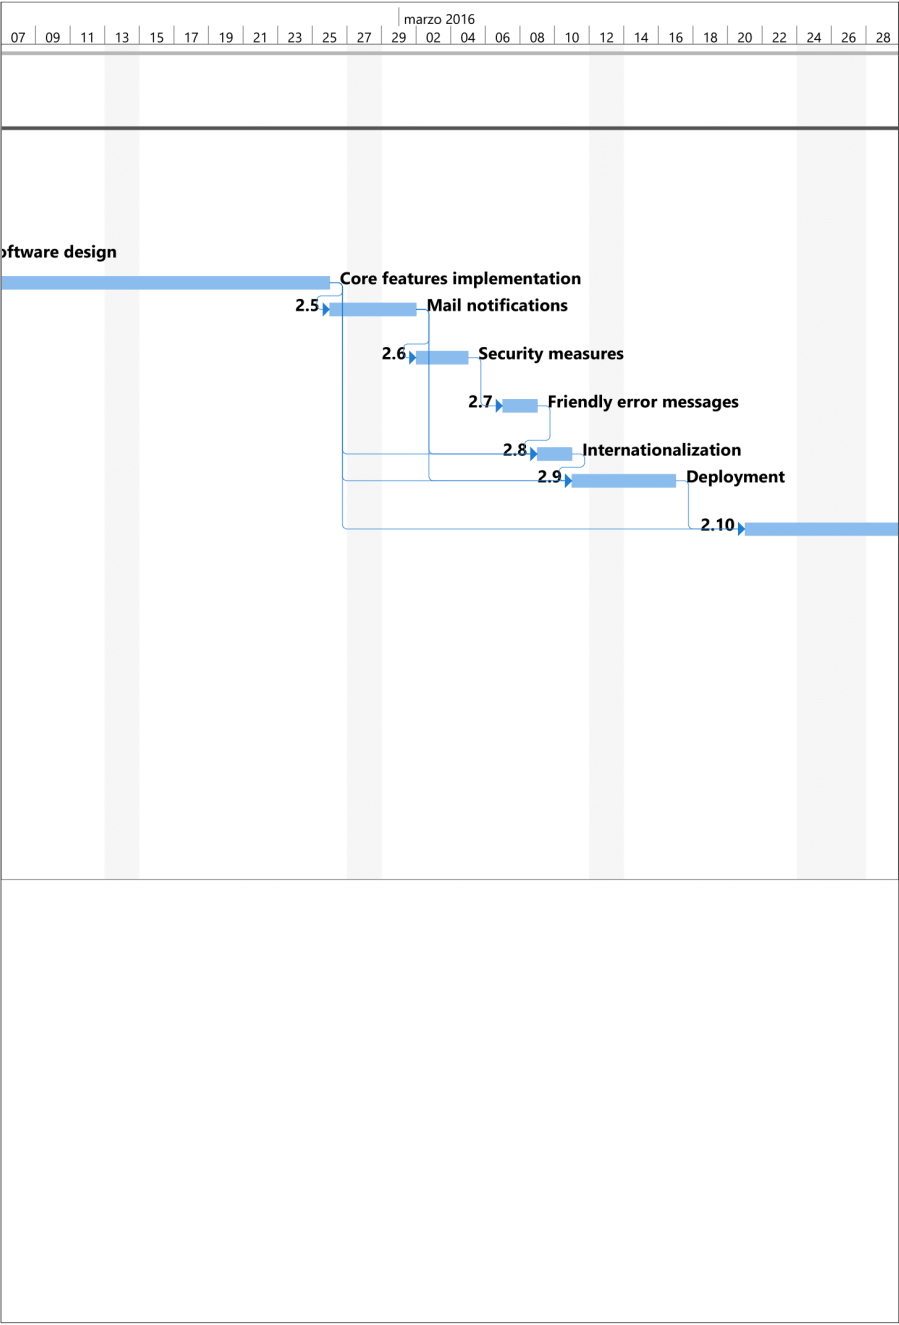 marzo 2016
07 09 11 13 15 17 19 21 23 25 27 29 02 04 06 08 10 12 14 16 18 20 22 24 26 28
oftware design
Core features implementation
2.5 Mail notifications
2.6 Security measures
2.7 Friendly error messages
2.8 Internationalization
2.9 Deployment
2.10